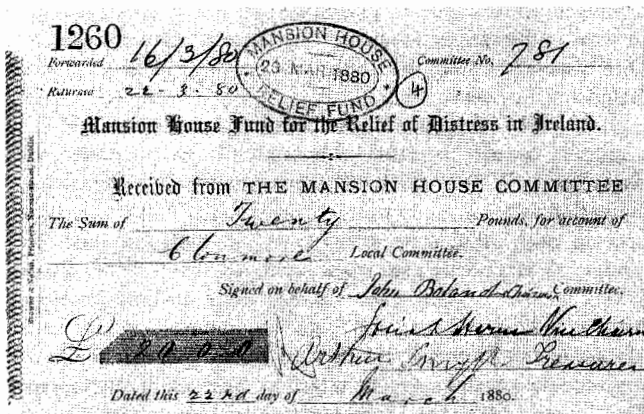 1260
Forwarded 16/3/80 Committee No. 781
MANSION HOUSE
23 MAR 1880
RELIEF FUND
4
Returned 22-3-80
Mansion House Fund for the Relief of Distress in Ireland.
Received from THE MANSION HOUSE COMMITTEE
The Sum of Twenty Pounds, for account of
Clonmore Local Committee.
Signed on behalf of John Boland Committee.
£ 20 0 0
Arthur Treasurer
Dated this 22nd day of March 1880.